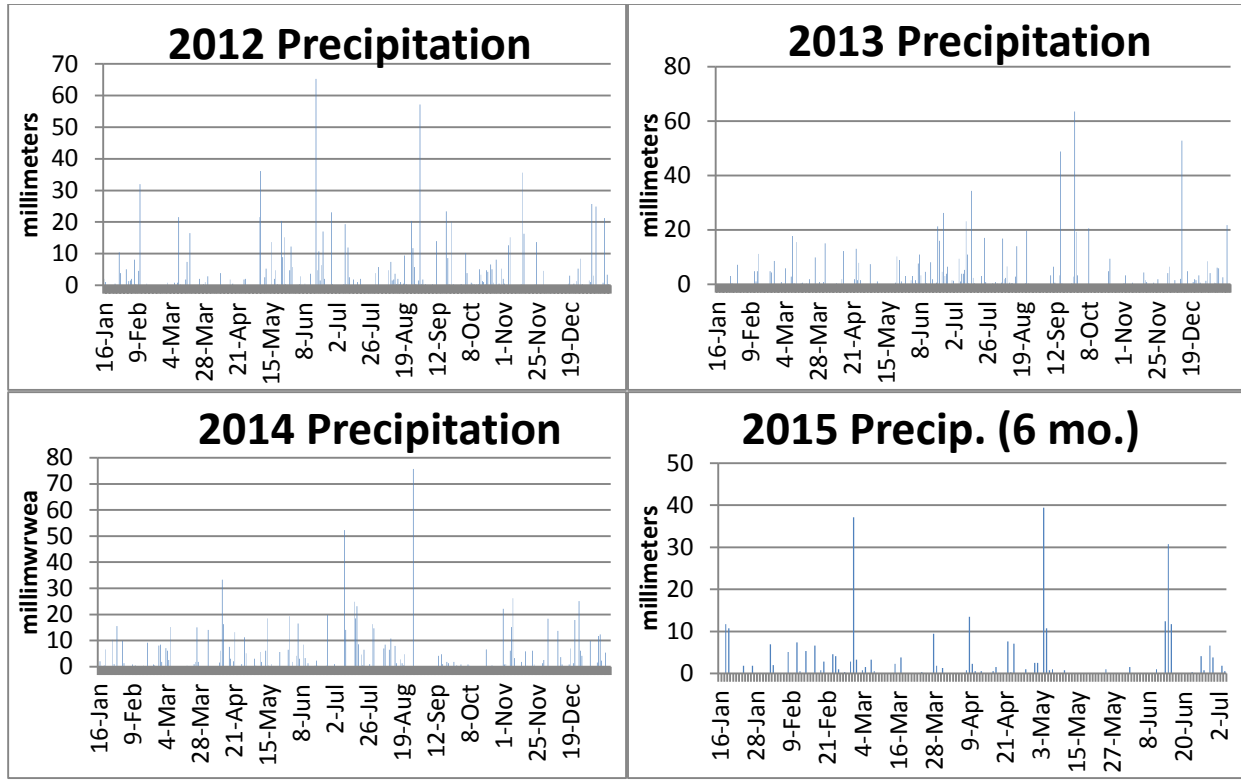 2012 Precipitation
millimeters
70
60
50
40
30
20
10
0
16-Jan
9-Feb
4-Mar
28-Mar
21-Apr
15-May
8-Jun
2-Jul
26-Jul
19-Aug
12-Sep
8-Oct
1-Nov
25-Nov
19-Dec
2013 Precipitation
millimeters
80
60
40
20
0
16-Jan
9-Feb
4-Mar
28-Mar
21-Apr
15-May
8-Jun
2-Jul
26-Jul
19-Aug
12-Sep
8-Oct
1-Nov
25-Nov
19-Dec
2014 Precipitation
millimwrwea
80
70
60
50
40
30
20
10
0
16-Jan
9-Feb
4-Mar
28-Mar
21-Apr
15-May
8-Jun
2-Jul
26-Jul
19-Aug
12-Sep
8-Oct
1-Nov
25-Nov
19-Dec
2015 Precip. (6 mo.)
millimeters
50
40
30
20
10
0
16-Jan
28-Jan
9-Feb
21-Feb
4-Mar
16-Mar
28-Mar
9-Apr
21-Apr
3-May
15-May
27-May
8-Jun
20-Jun
2-Jul